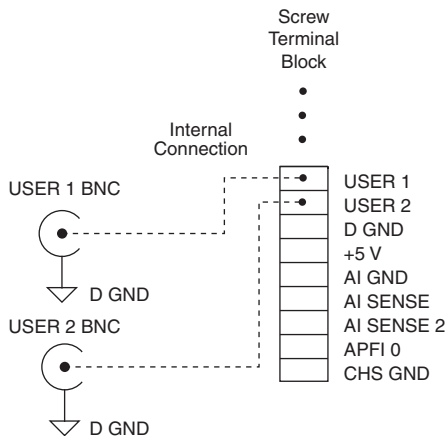 Screw
Terminal
Block
Internal
Connection
USER 1 BNC
D GND
USER 2 BNC
D GND
USER 1
USER 2
D GND
+5 V
AI GND
AI SENSE
AI SENSE 2
APFI 0
CHS GND